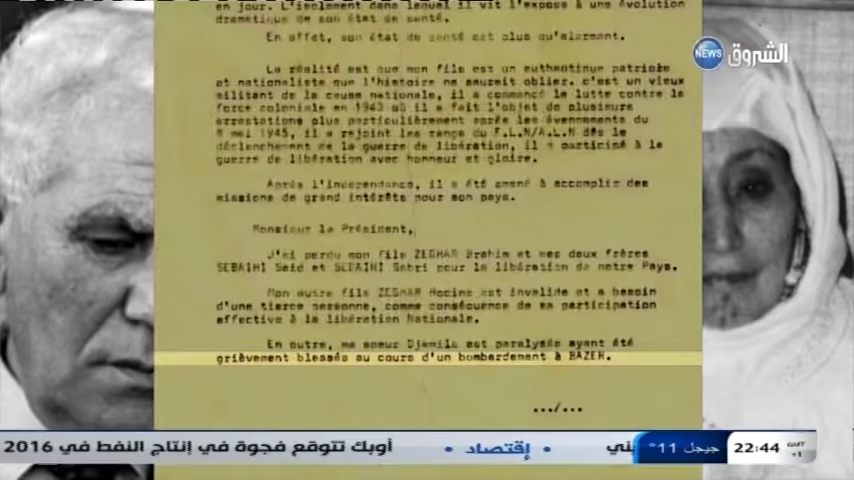 en jour. L'isolement dans lequel il vit l'expose à une évolution
dramatique de son état de santé.
En effet, son état de santé est plus qu'alarmant.
NEWS الشروق
La réalité est que mon fils est un authentique patriote
et nationaliste que l'histoire ne saurait oblier. c'est un vieux
militant de la cause nationale, il a commencé la lutte contre la
force coloniale en 1943 où il a fait l'objet de plusieurs
arrestations plus particulièrement après les évenements du
8 mai 1945, il a rejoint les rangs du F.L.N/A.L.N dès le
déclenchement de la guerre de libération, il a participé à la
guerre de libération avec honneur et gloire.
Après l'indépendance, il a été amené à accomplir des
missions de grand intérêts pour son pays.
Monsieur le Président,
J'ai perdu mon fils ZEGHAR Brahim et mes deux frères
SEBAIHI Said et SEBAIHI Sebri pour la libération de notre Pays.
Mon autre fils ZEGHAR Hocine est invalide et a besoin
d'une tierce personne, comme conséquence de sa participation
effective à la libération Nationale.
En outre, ma soeur Djamila est paralysée ayant été
grièvement blessée au cours d'un bombardement à BAZER.
.../...
أوبك تتوقع فجوة في إنتاج النفط في 2016 • إقتصاد • يني
جيجل 11°
22:44 GMT +1